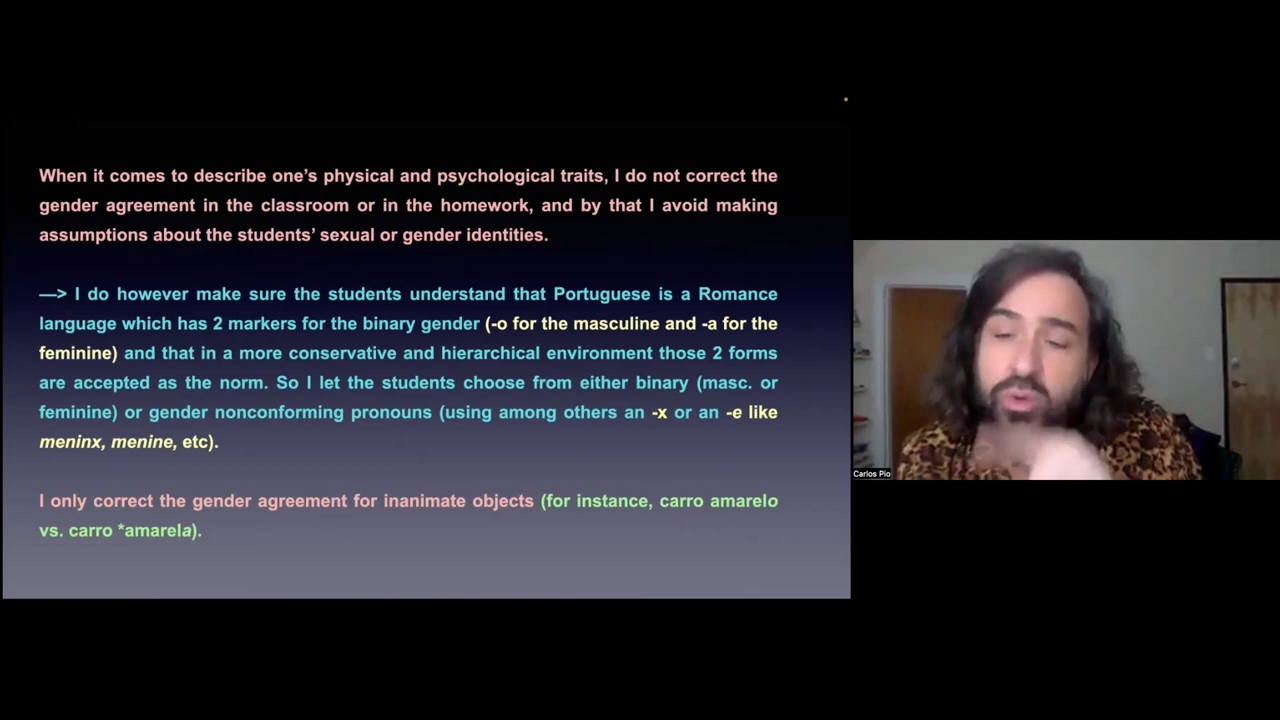 When it comes to describe one’s physical and psychological traits, I do not correct the
gender agreement in the classroom or in the homework, and by that I avoid making
assumptions about the students’ sexual or gender identities.
—> I do however make sure the students understand that Portuguese is a Romance
language which has 2 markers for the binary gender (-o for the masculine and -a for the
feminine) and that in a more conservative and hierarchical environment those 2 forms
are accepted as the norm. So I let the students choose from either binary (masc. or
feminine) or gender nonconforming pronouns (using among others an -x or an -e like
meninx, menine, etc).
I only correct the gender agreement for inanimate objects (for instance, carro amarelo
vs. carro *amarela).
Carlos Pio